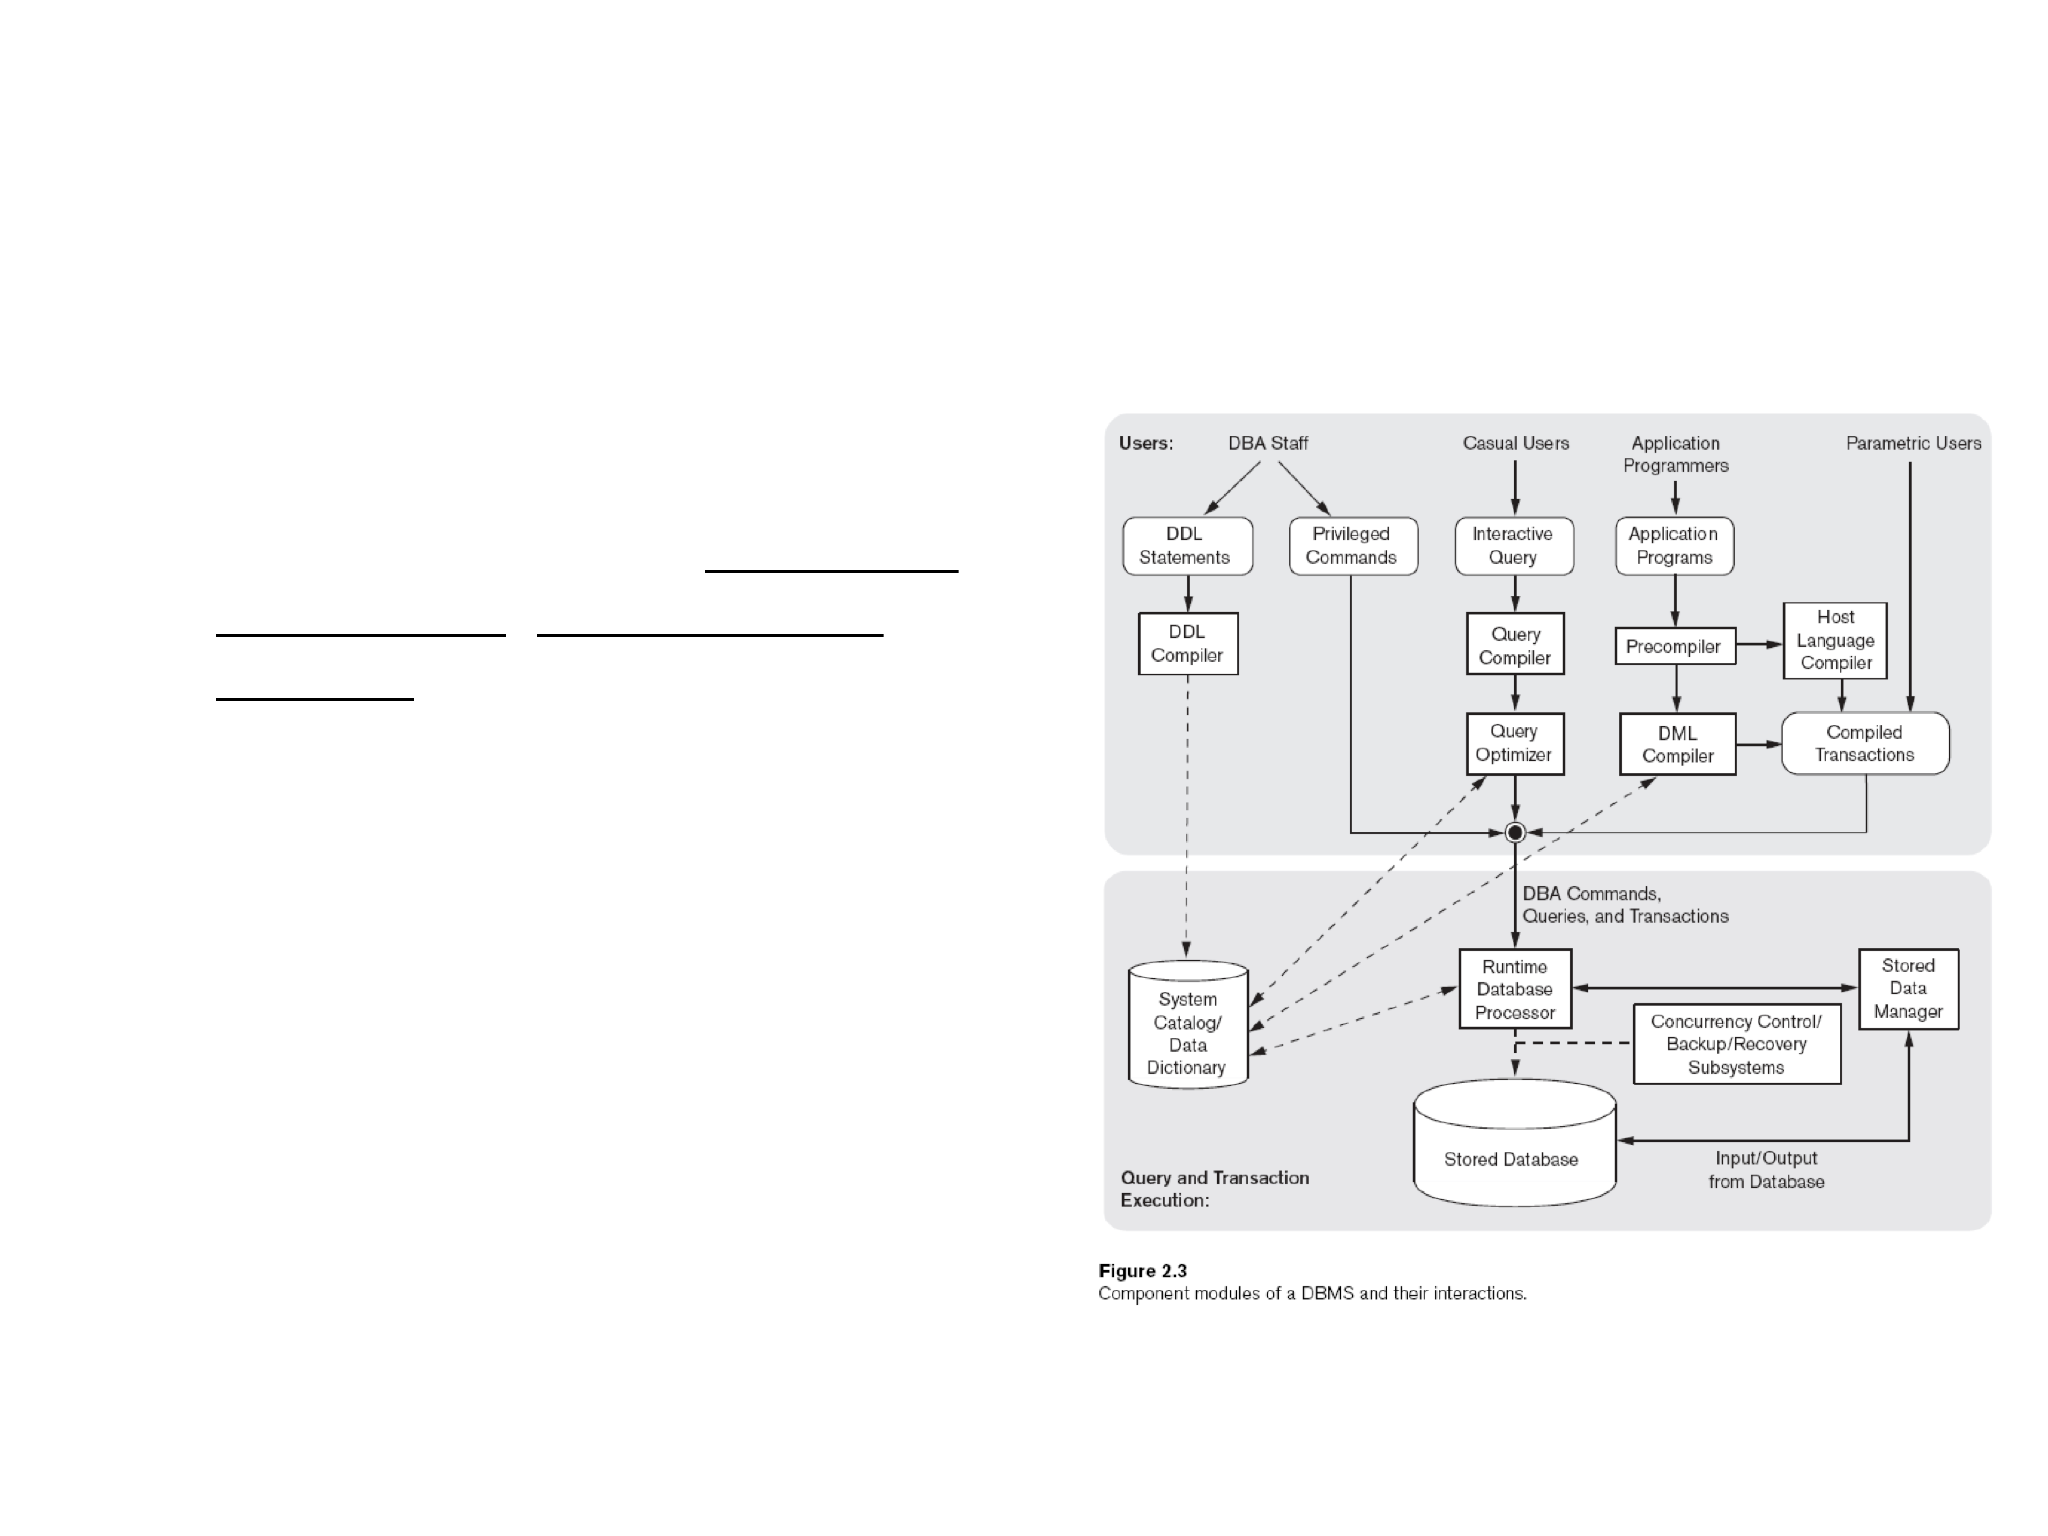 Users:
DBA Staff
Casual Users
Application
Programmers
Parametric Users
DDL
Statements
Privileged
Commands
Interactive
Query
Application
Programs
DDL
Compiler
Query
Compiler
Precompiler
Host
Language
Compiler
Query
Optimizer
DML
Compiler
Compiled
Transactions
DBA Commands,
Queries, and Transactions
System
Catalog/
Data
Dictionary
Runtime
Database
Processor
Stored
Data
Manager
Concurrency Control/
Backup/Recovery
Subsystems
Stored Database
Input/Output
from Database
Query and Transaction
Execution:
Figure 2.3
Component modules of a DBMS and their interactions.